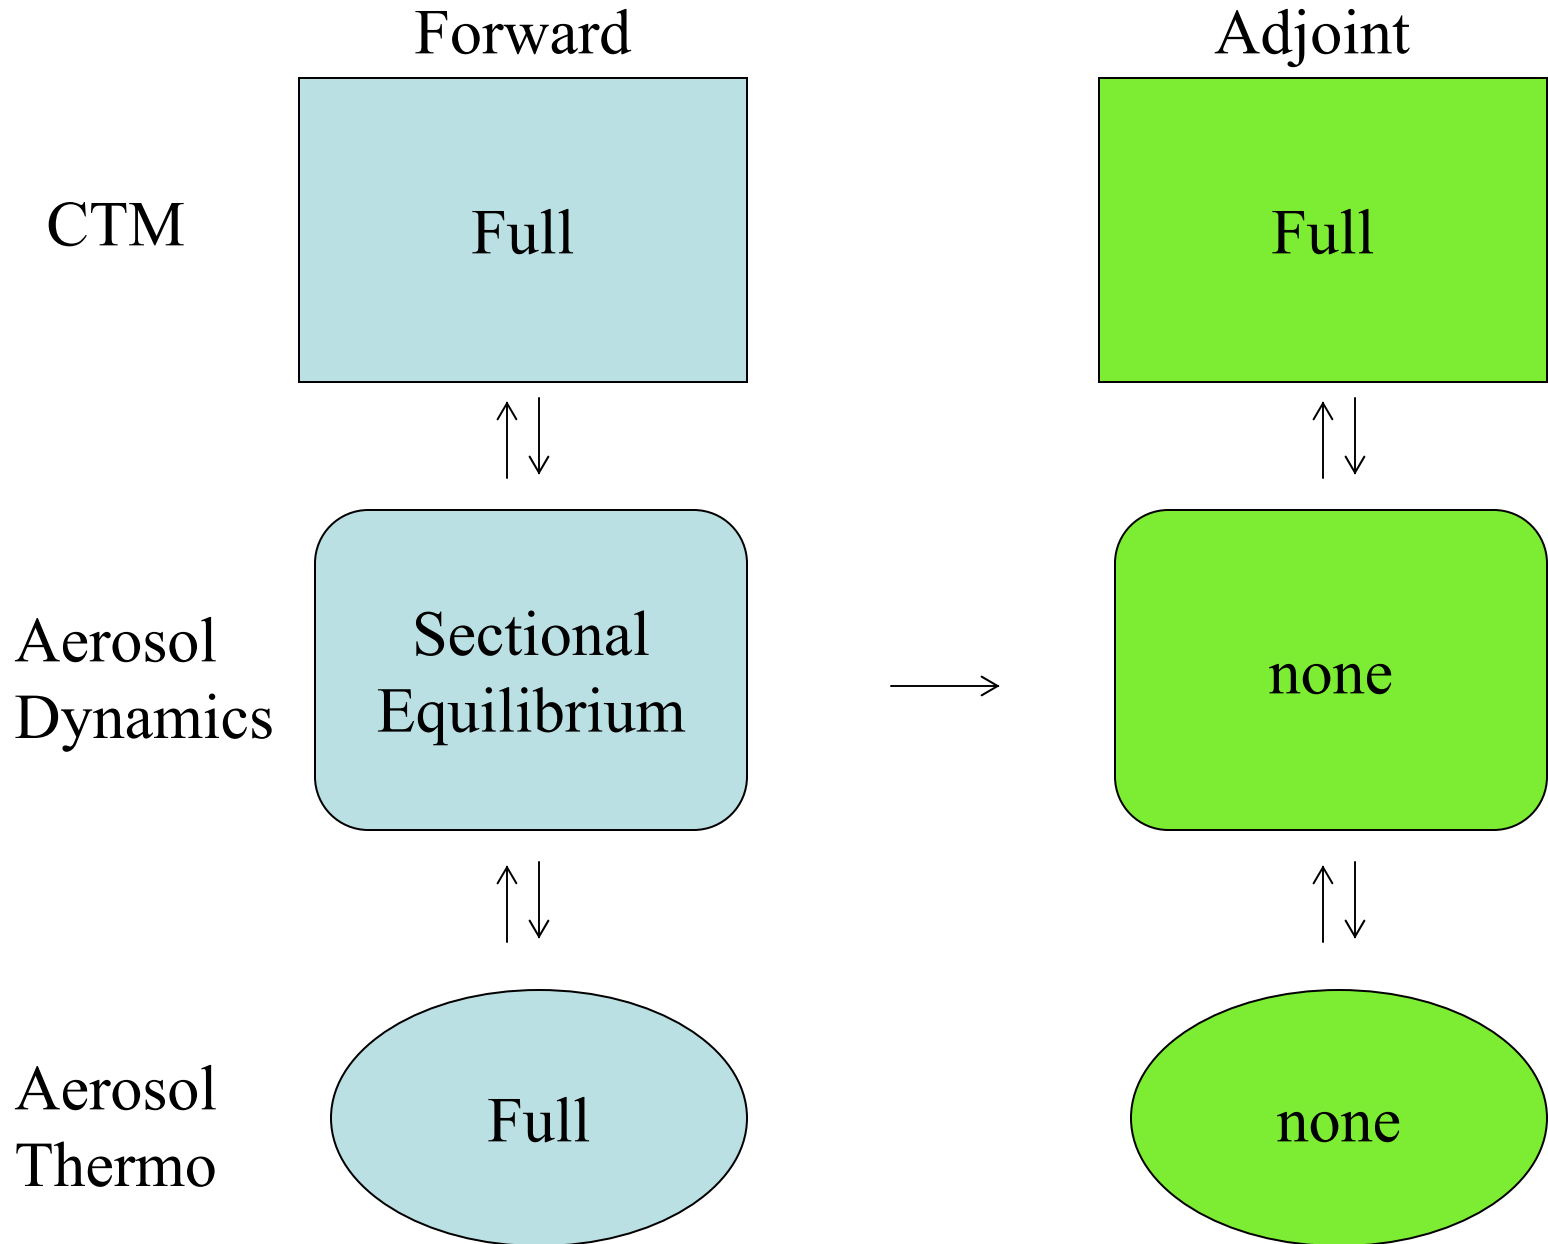 Forward
Adjoint
CTM
Full
Full
Aerosol
Dynamics
Sectional
Equilibrium
none
Aerosol
Thermo
Full
none